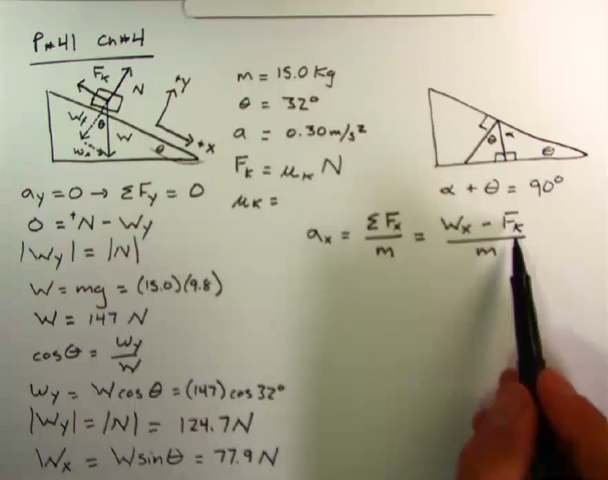 P#41 Ch#4
Fk
N
Wy
θ
W
Wx
θ
+y
+x
m = 15.0 kg
θ = 32°
a = 0.30 m/s²
Fk = μk N
μk =
θ
α
θ
α + θ = 90°
ay = 0 → ΣFy = 0
0 = +N - Wy
|Wy| = |N|
W = mg = (15.0)(9.8)
W = 147 N
cosθ = Wy/W
Wy = W cosθ = (147) cos 32°
|Wy| = |N| = 124.7 N
Wx = W sinθ = 77.9 N
ax = ΣFx/m = (Wx - Fk)/m